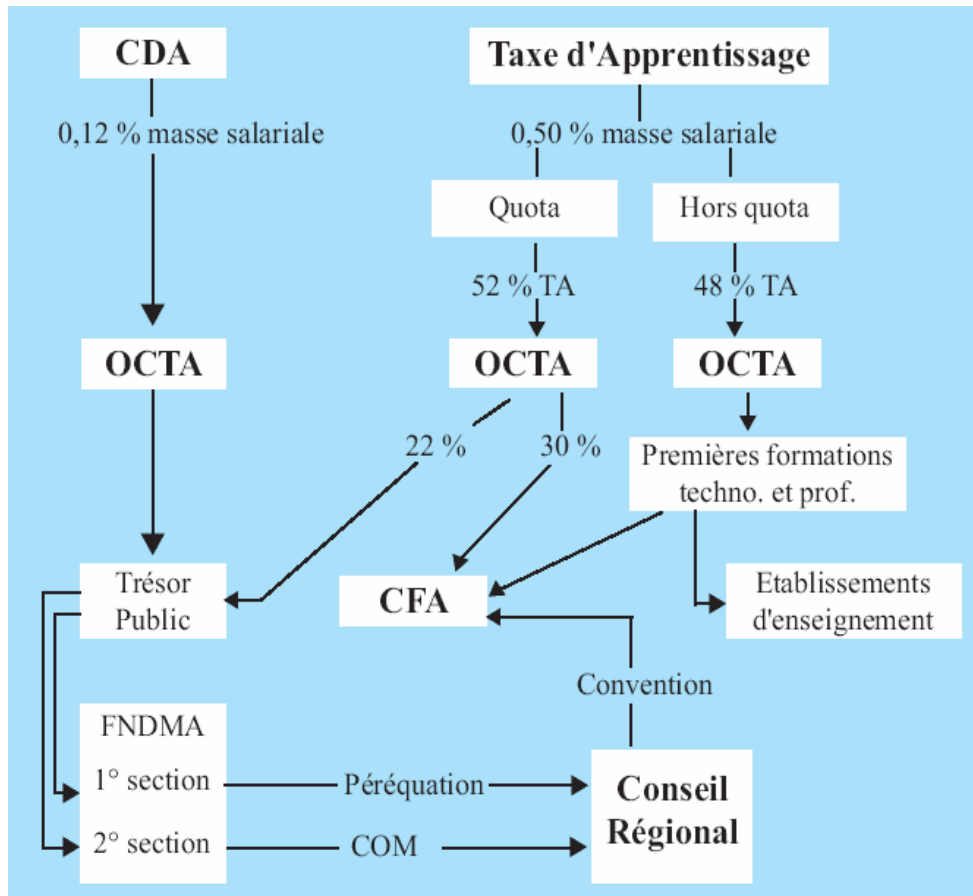 CDA
Taxe d'Apprentissage
0,12 % masse salariale
0,50 % masse salariale
Quota
Hors quota
52 % TA
48 % TA
OCTA
OCTA
OCTA
22 %
30 %
Premières formations
techno. et prof.
Trésor
Public
CFA
Etablissements
d'enseignement
Convention
FNDMA
1° section
Péréquation
2° section
COM
Conseil
Régional